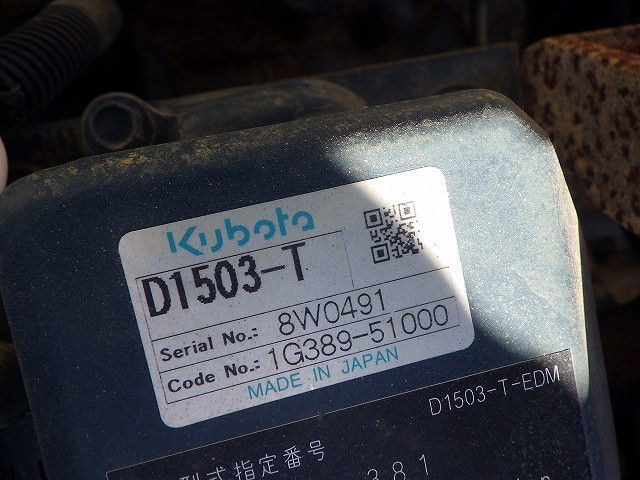 Kubota
D1503-T
Serial No.: 8W0491
Code No.: 1G389-51000
MADE IN JAPAN
D1503-T-EDM
型式指定番号
381